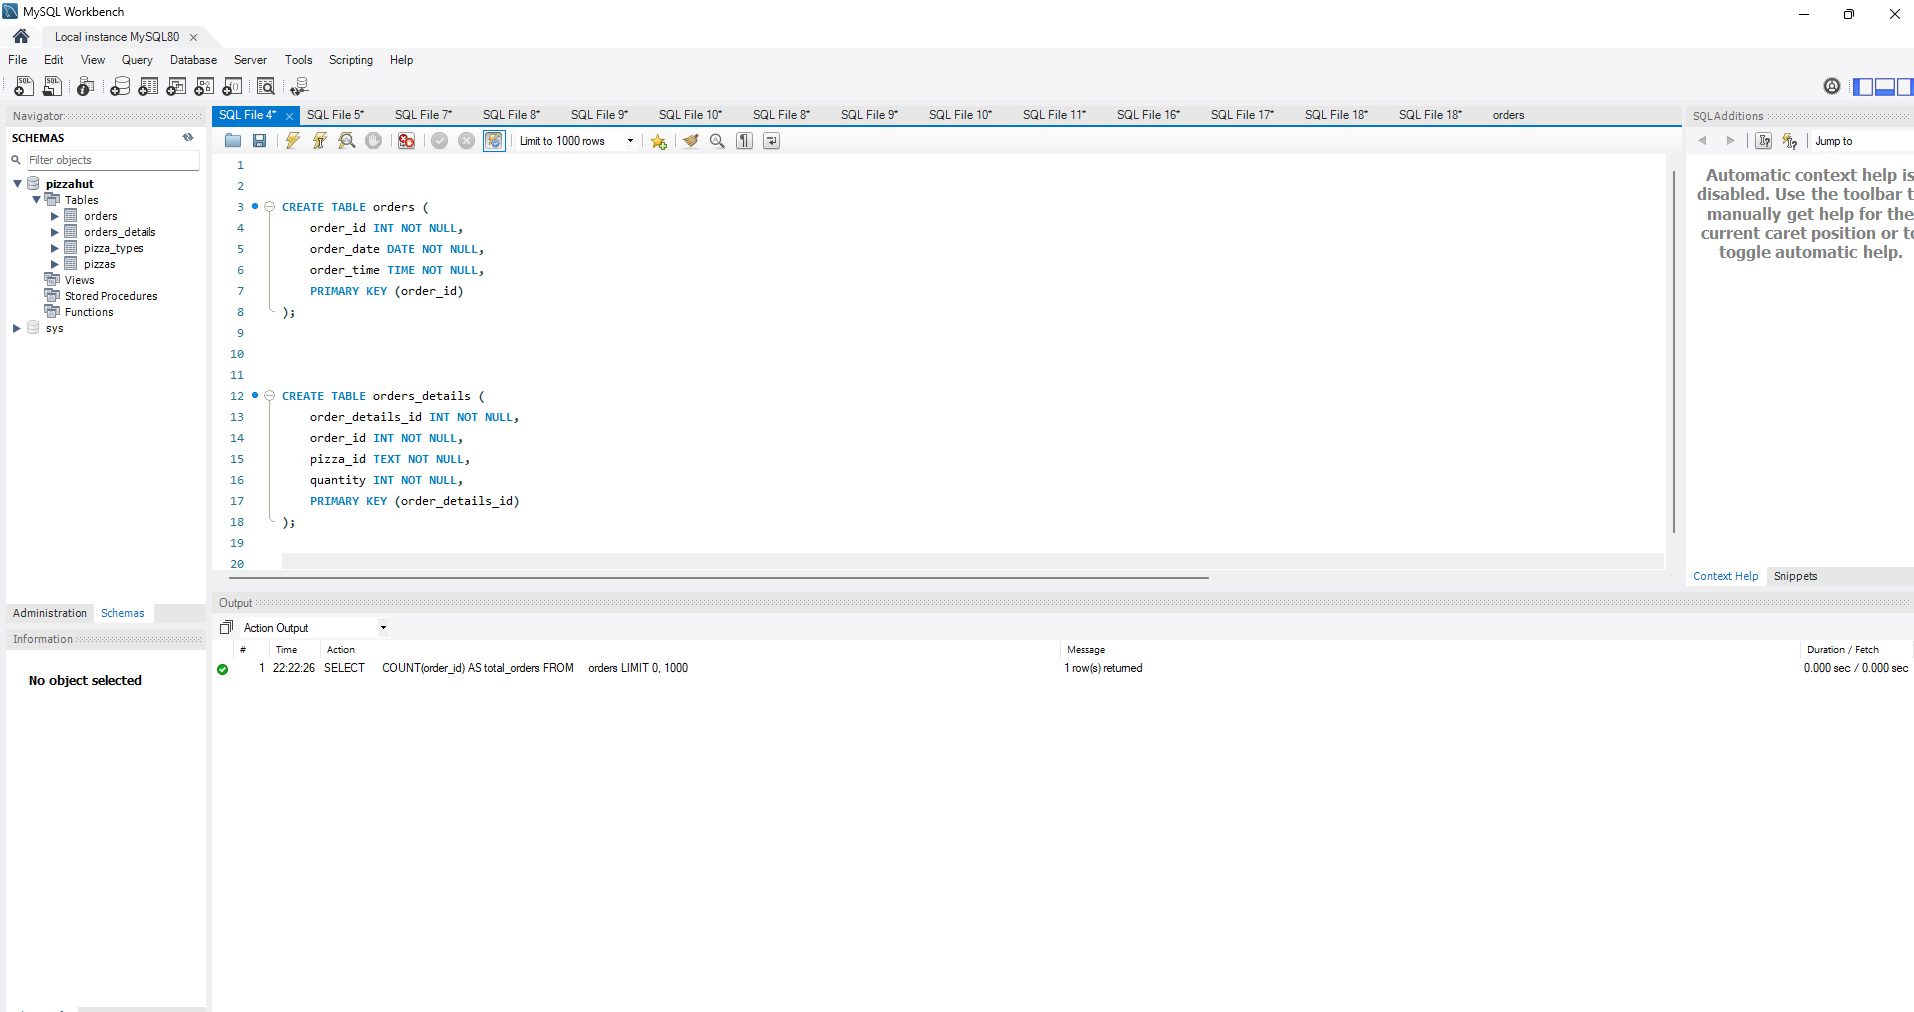 MySQL Workbench
Local instance MySQL80
File Edit View Query Database Server Tools Scripting Help
Navigator
SCHEMAS
Filter objects
pizzahut
Tables
orders
orders_details
pizza_types
pizzas
Views
Stored Procedures
Functions
sys
Administration Schemas
Information
No object selected
SQL File 4* SQL File 5* SQL File 7* SQL File 8* SQL File 9* SQL File 10* SQL File 8* SQL File 9* SQL File 10* SQL File 11* SQL File 16* SQL File 17* SQL File 18* SQL File 18* orders
Limit to 1000 rows
1
2
3 CREATE TABLE orders (
4 order_id INT NOT NULL,
5 order_date DATE NOT NULL,
6 order_time TIME NOT NULL,
7 PRIMARY KEY (order_id)
8 );
9
10
11
12 CREATE TABLE orders_details (
13 order_details_id INT NOT NULL,
14 order_id INT NOT NULL,
15 pizza_id TEXT NOT NULL,
16 quantity INT NOT NULL,
17 PRIMARY KEY (order_details_id)
18 );
19
20
SQLAdditions
Jump to
Automatic context help is
disabled. Use the toolbar t
manually get help for the
current caret position or to
toggle automatic help.
Context Help Snippets
Output
Action Output
# Time Action Message Duration / Fetch
1 22:22:26 SELECT COUNT(order_id) AS total_orders FROM orders LIMIT 0, 1000 1 row(s) returned 0.000 sec / 0.000 sec